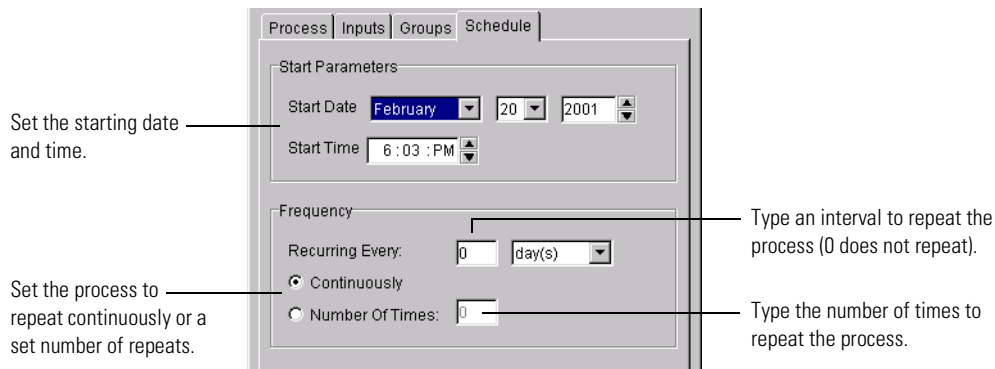 Process Inputs Groups Schedule
Start Parameters
Start Date February 20 2001
Start Time 6:03 :PM
Set the starting date
and time.
Frequency
Recurring Every: 0 day(s)
Continuously
Number Of Times: 0
Set the process to
repeat continuously or a
set number of repeats.
Type an interval to repeat the
process (0 does not repeat).
Type the number of times to
repeat the process.